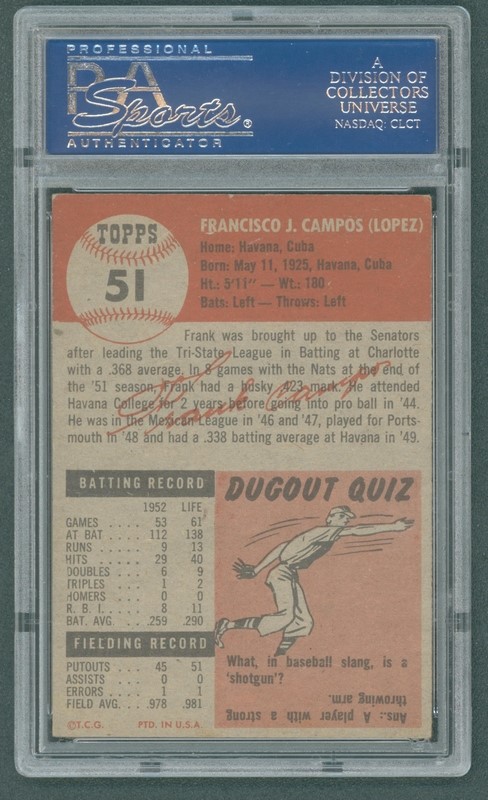 PROFESSIONAL
PSA
Sports
AUTHENTICATOR
A
DIVISION OF
COLLECTORS
UNIVERSE
NASDAQ: CLCT
TOPPS
51
FRANCISCO J. CAMPOS (LOPEZ)
Home: Havana, Cuba
Born: May 11, 1925, Havana, Cuba
Ht.: 5'11" — Wt.: 180
Bats: Left — Throws: Left
Frank was brought up to the Senators
after leading the Tri-State League in Batting at Charlotte
with a .368 average. In 8 games with the Nats at the end of
the '51 season, Frank had a husky .423 mark. He attended
Havana College for 2 years before going into pro ball in '44.
He was in the Mexican League in '46 and '47, played for Ports-
mouth in '48 and had a .338 batting average at Havana in '49.
Frank Campos
BATTING RECORD
1952 LIFE
GAMES .... 53 61
AT BAT .... 112 138
RUNS .... 9 13
HITS .... 29 40
DOUBLES ... 6 9
TRIPLES ... 1 2
HOMERS ... 0 0
R. B. I. .... 8 11
BAT. AVG. .. .259 .290
FIELDING RECORD
PUTOUTS ... 45 51
ASSISTS ... 0 0
ERRORS .... 1 1
FIELD AVG. .. .978 .981
©T.C.G. PTD. IN U.S.A.
DUGOUT QUIZ
What, in baseball slang, is a
'shotgun'?
Ans.: A player with a strong
throwing arm.